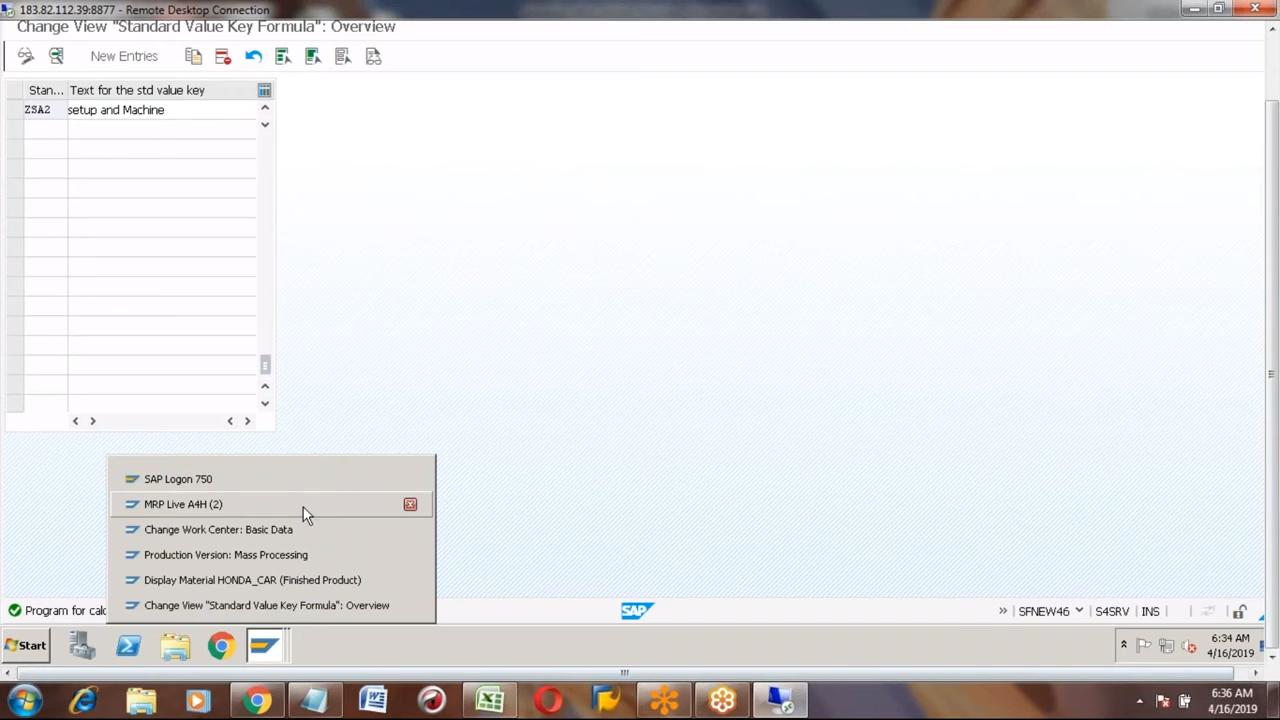 183.82.112.39:8877 - Remote Desktop Connection
Change View "Standard Value Key Formula": Overview
New Entries
Stan... Text for the std value key
ZSA2 setup and Machine
SAP Logon 750
MRP Live A4H (2)
Change Work Center: Basic Data
Production Version: Mass Processing
Display Material HONDA_CAR (Finished Product)
Change View "Standard Value Key Formula": Overview
Program for calc
SAP
» SFNEW46 S4SRV INS
Start
6:34 AM
4/16/2019
6:36 AM
4/16/2019